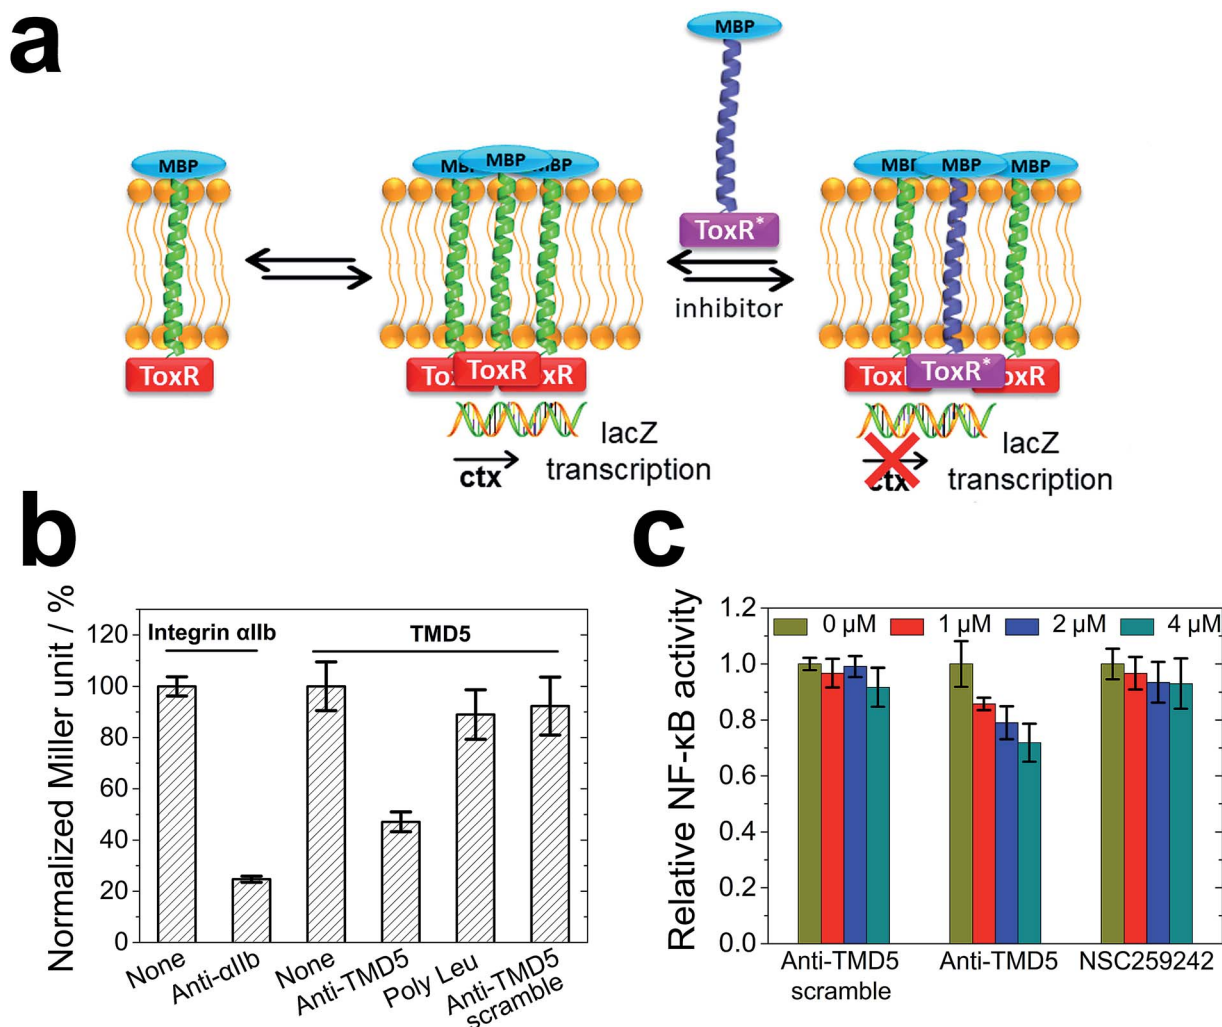 a
MBP
MBP
MBP
MBP
MBP
MBP
MBP
ToxR*
inhibitor
ToxR
ToxR
ToxR*
lacZ
transcription
ctx
lacZ
transcription
ctx
b
Normalized Miller unit / %
120
100
80
60
40
20
0
Integrin αIIb
TMD5
None
Anti-αIIb
None
Anti-TMD5
Poly Leu
Anti-TMD5
scramble
c
Relative NF-κB activity
1.2
1.0
0.8
0.6
0.4
0.2
0.0
0 μM 1 μM 2 μM 4 μM
Anti-TMD5
scramble
Anti-TMD5
NSC259242